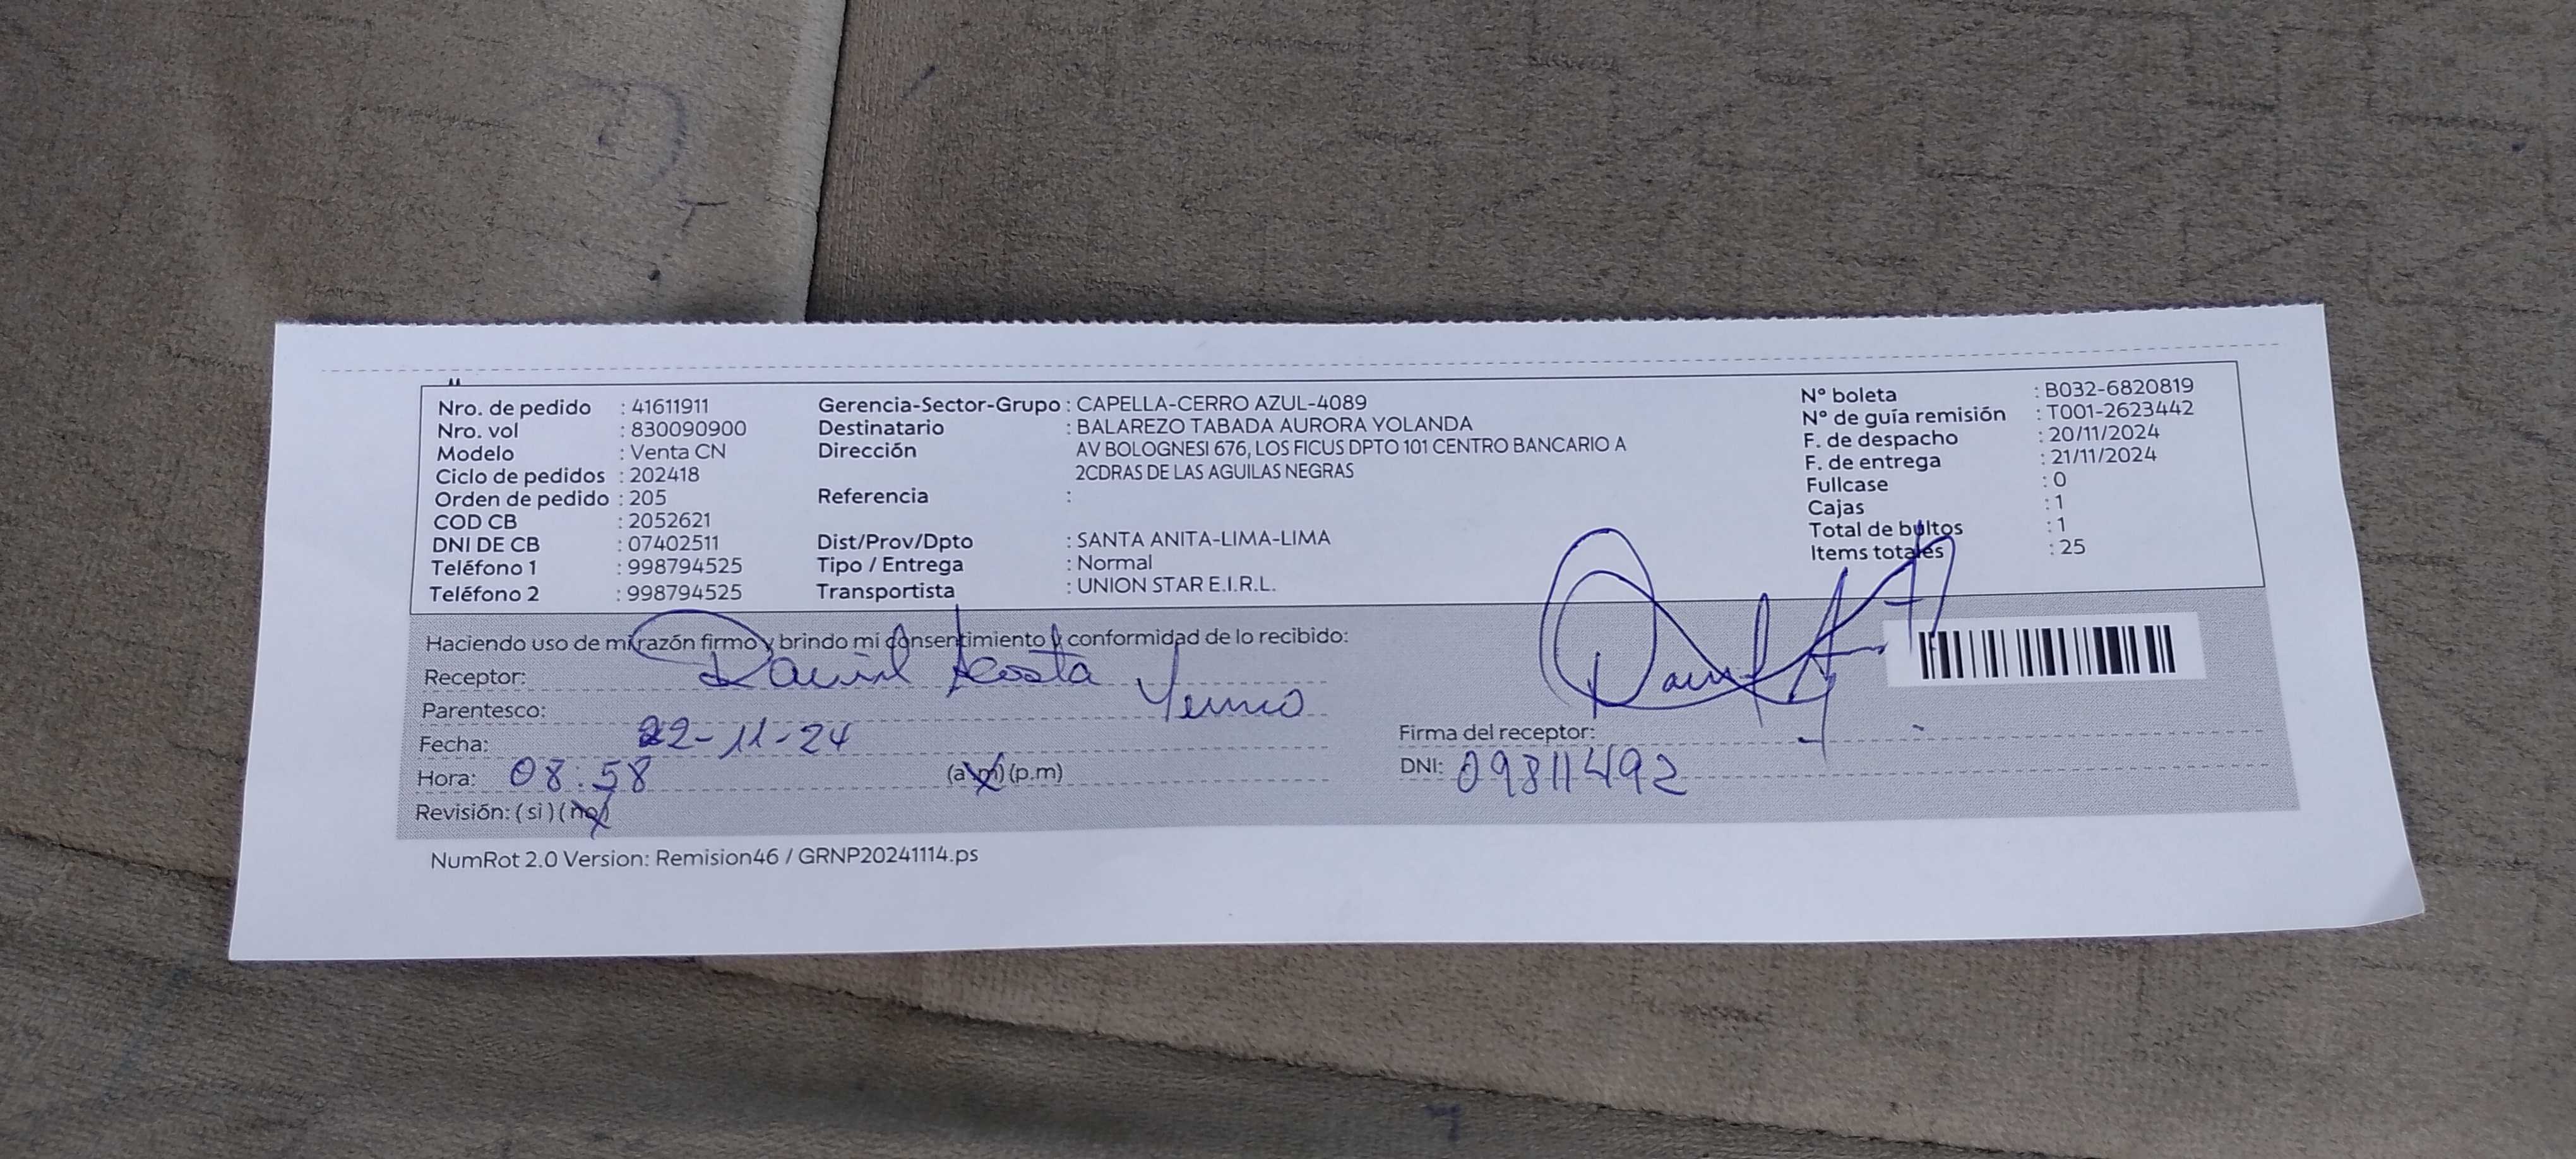 Nro. de pedido : 41611911
Nro. vol : 830090900
Modelo : Venta CN
Ciclo de pedidos : 202418
Orden de pedido : 205
COD CB : 2052621
DNI DE CB : 07402511
Teléfono 1 : 998794525
Teléfono 2 : 998794525
Gerencia-Sector-Grupo : CAPELLA-CERRO AZUL-4089
Destinatario : BALAREZO TABADA AURORA YOLANDA
Dirección AV BOLOGNESI 676, LOS FICUS DPTO 101 CENTRO BANCARIO A
2CDRAS DE LAS AGUILAS NEGRAS
Referencia :
Dist/Prov/Dpto : SANTA ANITA-LIMA-LIMA
Tipo / Entrega : Normal
Transportista : UNION STAR E.I.R.L.
N° boleta : B032-6820819
N° de guía remisión : T001-2623442
F. de despacho : 20/11/2024
F. de entrega : 21/11/2024
Fullcase : 0
Cajas : 1
Total de bultos : 1
Items totales : 25
Haciendo uso de mi razón firmo y brindo mi consentimiento y conformidad de lo recibido:
Receptor: David Acosta
Parentesco: Yerno
Fecha: 22-11-24
Hora: 08:58 (a.m) (p.m)
Revisión: ( si ) ( no )
Firma del receptor:
DNI: 09811492
NumRot 2.0 Version: Remision46 / GRNP20241114.ps